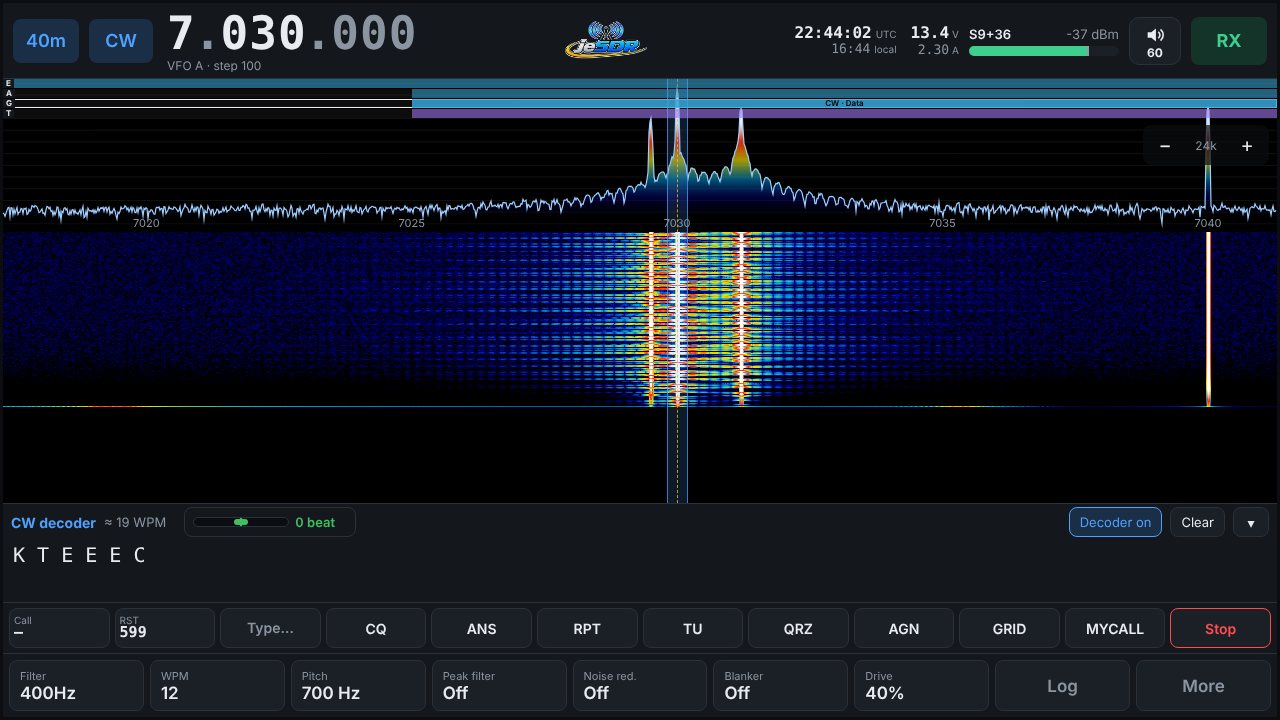 40m
CW
7.030.000
VFO A · step 100
jeSDR
22:44:02 UTC
16:44 local
13.4 V
2.30 A
S9+36
-37 dBm
60
RX
E
A
G
T
CW · Data
− 24k +
7020 7025 7030 7035 7040
CW decoder ≈ 19 WPM
0 beat
Decoder on
Clear
▼
K T E E E C
Call
–
RST
599
Type...
CQ
ANS
RPT
TU
QRZ
AGN
GRID
MYCALL
Stop
Filter
400Hz
WPM
12
Pitch
700 Hz
Peak filter
Off
Noise red.
Off
Blanker
Off
Drive
40%
Log
More